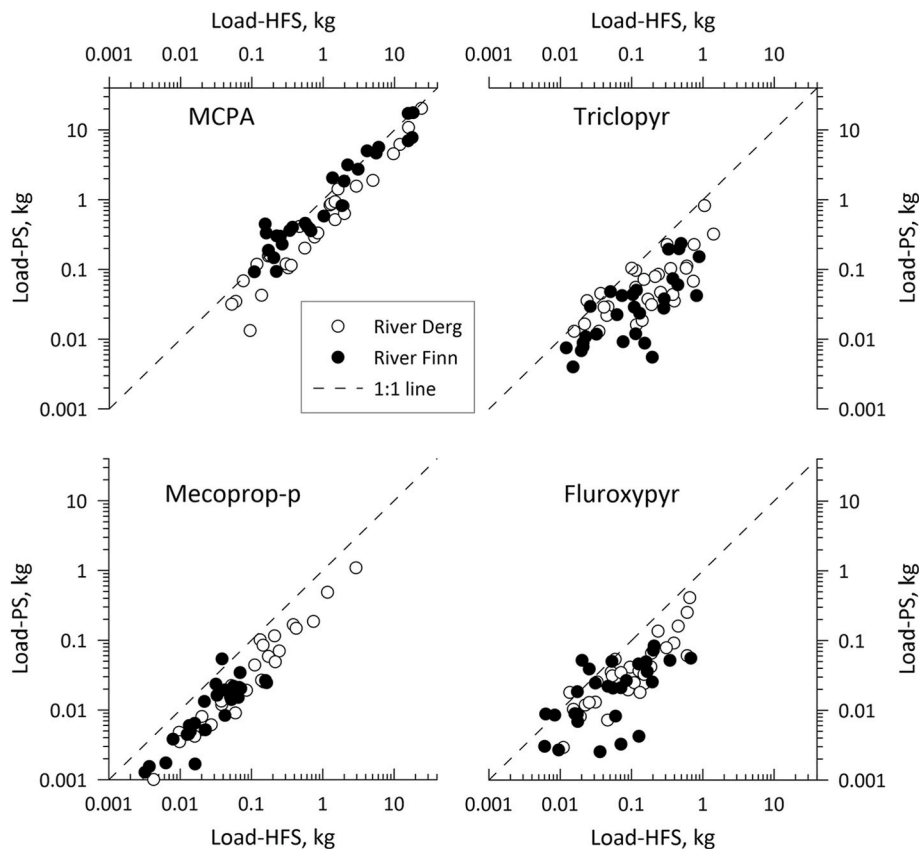 Load-HFS, kg Load-HFS, kg
0.001 0.01 0.1 1 10 0.001 0.01 0.1 1 10
MCPA Triclopyr
10 10
1 1
Load-PS, kg Load-PS, kg
0.1 0.1
River Derg
0.01 River Finn 0.01
1:1 line
0.001 0.001
Mecoprop-p Fluroxypyr
10 10
1 1
Load-PS, kg Load-PS, kg
0.1 0.1
0.01 0.01
0.001 0.001
0.001 0.01 0.1 1 10 0.001 0.01 0.1 1 10
Load-HFS, kg Load-HFS, kg